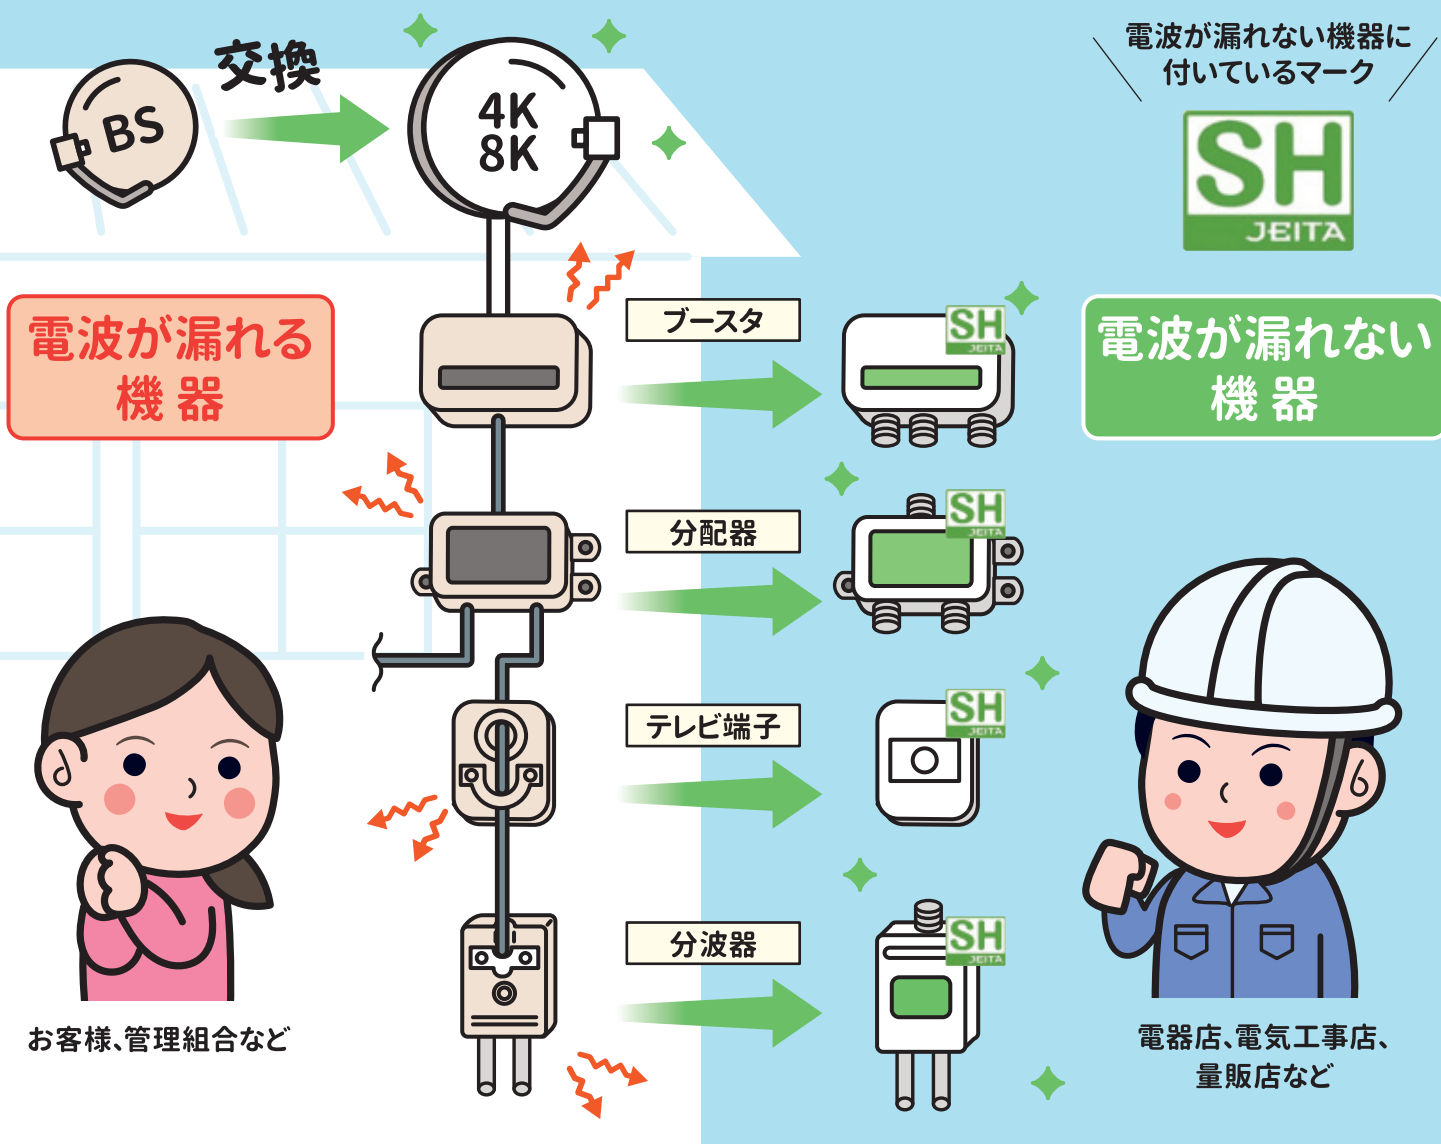 電波が漏れない機器に
付いているマーク
SH
JEITA
交換
BS
4K
8K
電波が漏れる
機器
電波が漏れない
機器
ブースタ
SH
JEITA
分配器
SH
JEITA
テレビ端子
SH
JEITA
分波器
SH
JEITA
お客様、管理組合など
電器店、電気工事店、
量販店など